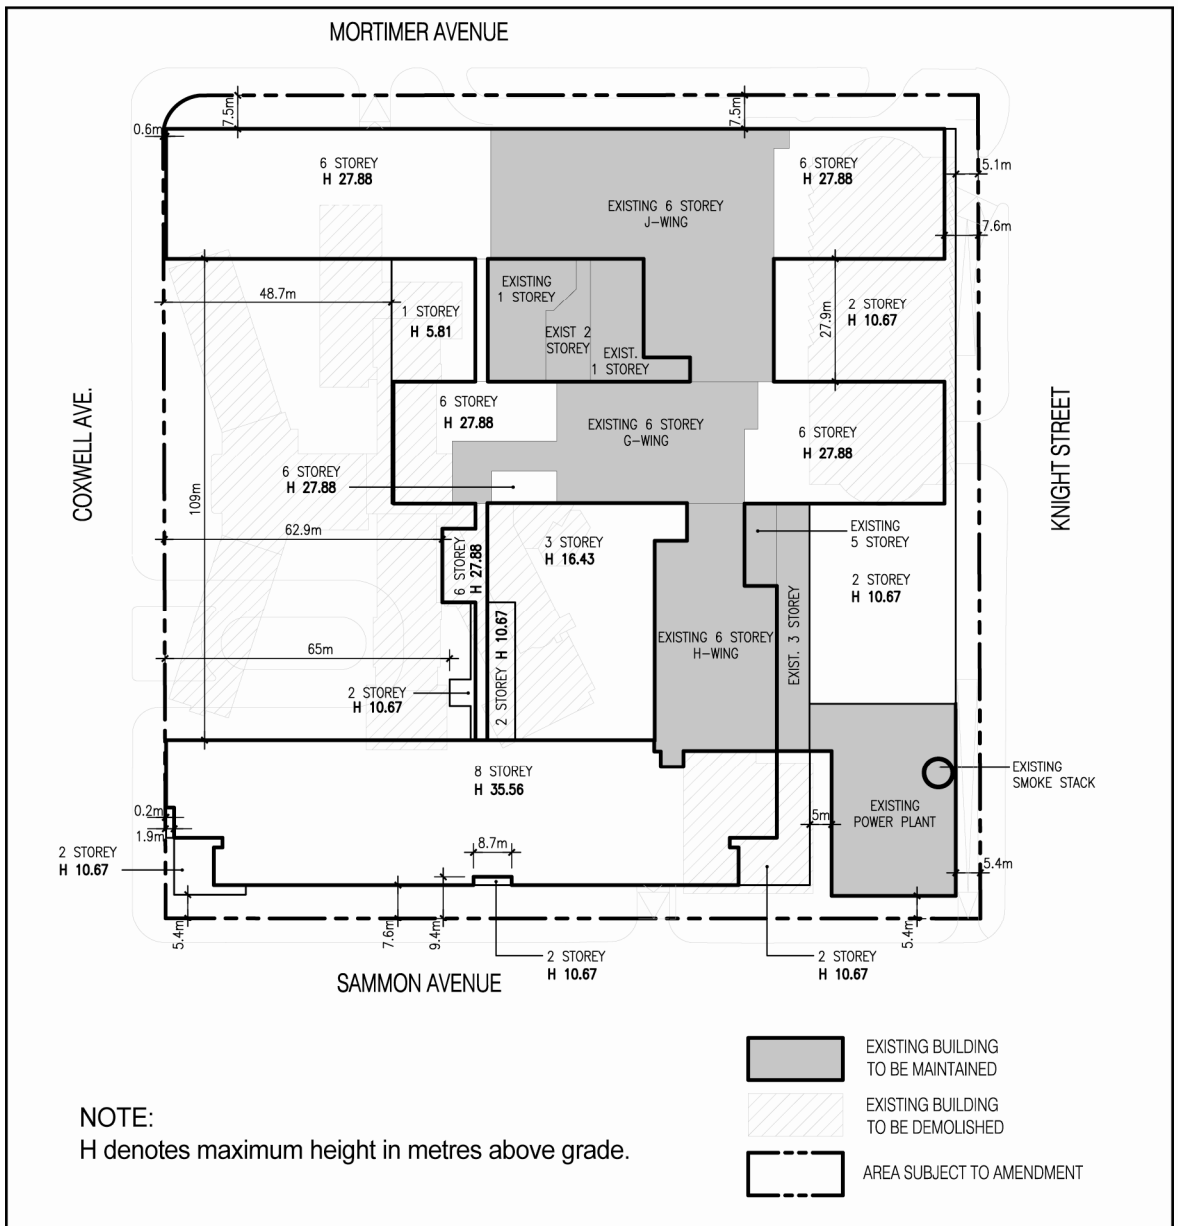 MORTIMER AVENUE
7.5m
7.5m
0.6m
6 STOREY
H 27.88
6 STOREY
H 27.88
5.1m
EXISTING 6 STOREY
J-WING
7.6m
48.7m
EXISTING
1 STOREY
1 STOREY
H 5.81
2 STOREY
H 10.67
27.9m
EXIST 2
STOREY
EXIST.
1 STOREY
COXWELL AVE.
KNIGHT STREET
6 STOREY
H 27.88
EXISTING 6 STOREY
G-WING
6 STOREY
H 27.88
6 STOREY
H 27.88
109m
62.9m
6 STOREY
H 27.88
3 STOREY
H 16.43
EXISTING
5 STOREY
2 STOREY
H 10.67
EXIST. 3 STOREY
2 STOREY H 10.67
EXISTING 6 STOREY
H-WING
65m
2 STOREY
H 10.67
8 STOREY
H 35.56
EXISTING
SMOKE STACK
EXISTING
POWER PLANT
0.2m
1.9m
5m
8.7m
2 STOREY
H 10.67
5.4m
5.4m
7.6m
9.4m
5.4m
2 STOREY
H 10.67
2 STOREY
H 10.67
SAMMON AVENUE
EXISTING BUILDING
TO BE MAINTAINED
EXISTING BUILDING
TO BE DEMOLISHED
AREA SUBJECT TO AMENDMENT
NOTE:
H denotes maximum height in metres above grade.